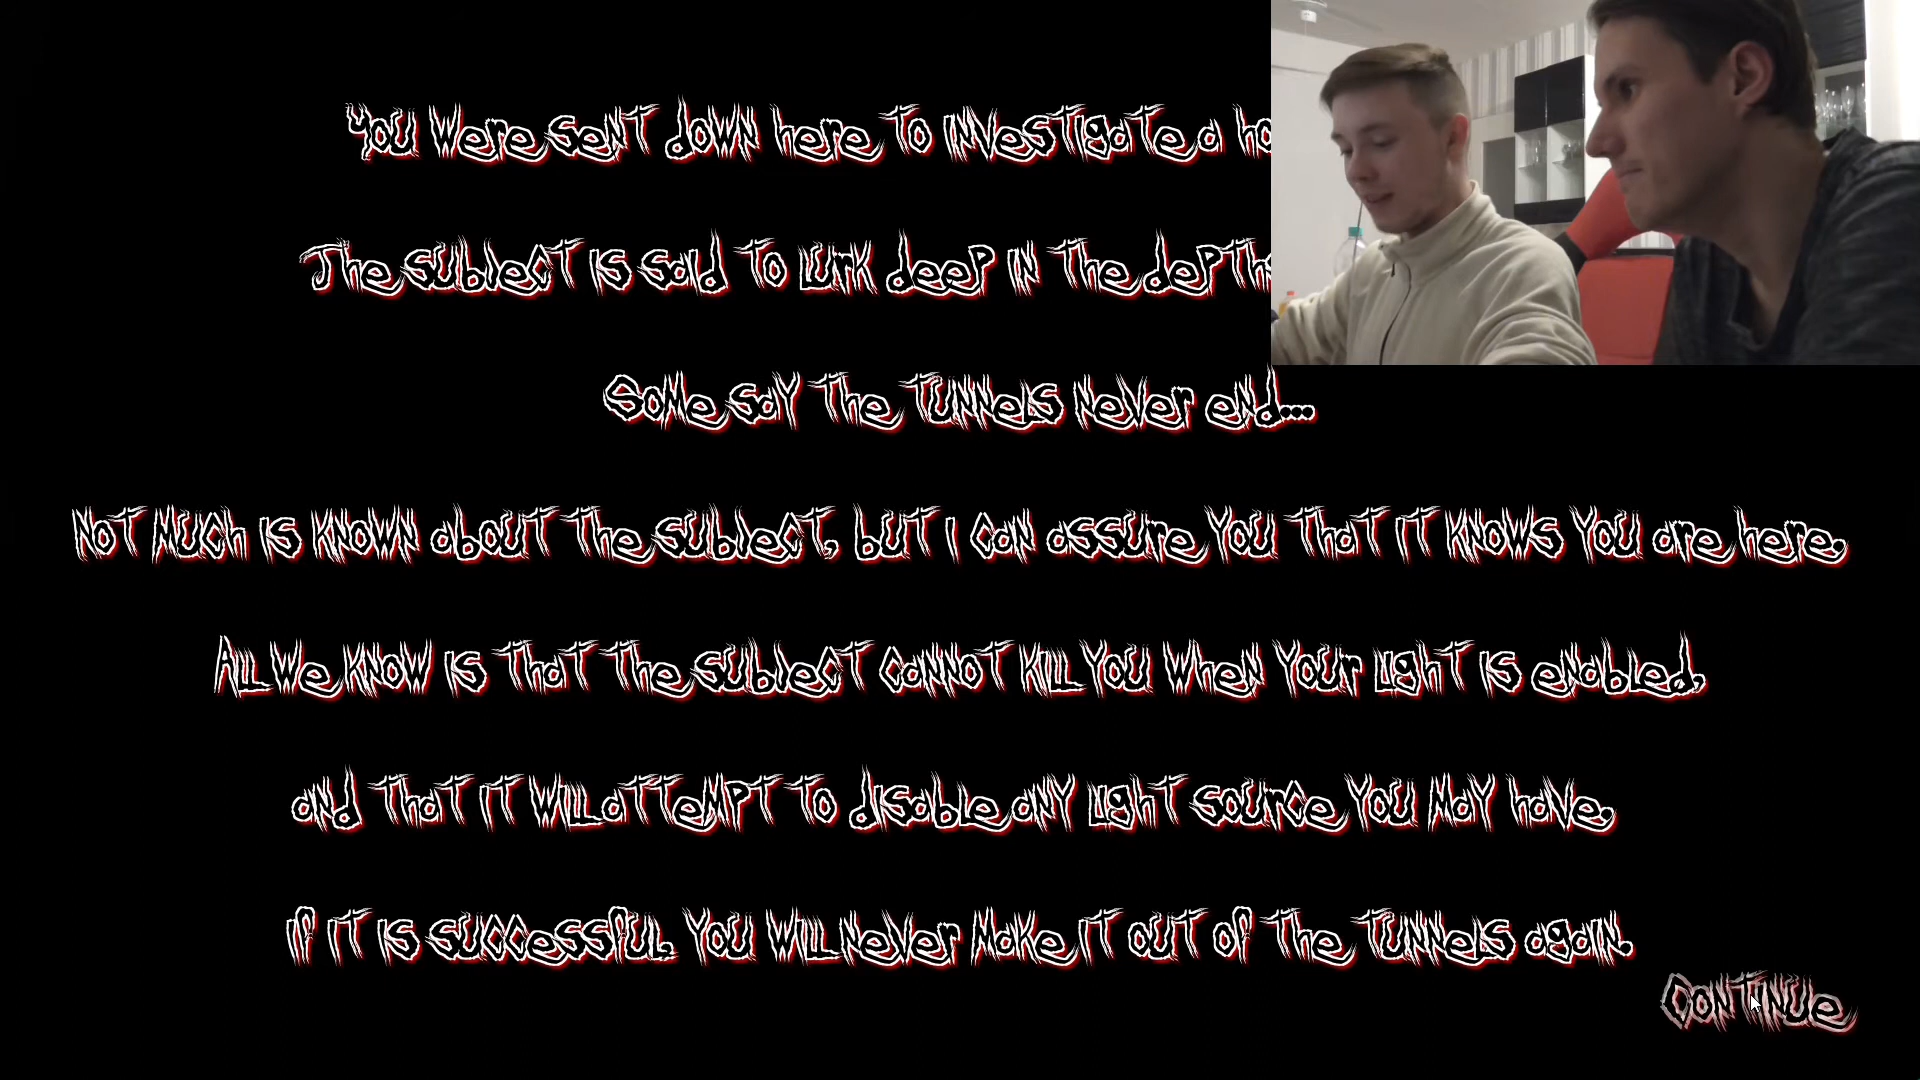 You were sent down here to investigate a
The subject is said to lurk deep in the depths
Some say the tunnels never end...
Not much is known about the subject, but I can assure you that it knows you are here.
All we know is that the subject cannot kill you when your light is enabled,
and that it will attempt to disable any light source you may have.
If it is successful, you will never make it out of the tunnels again.
Continue